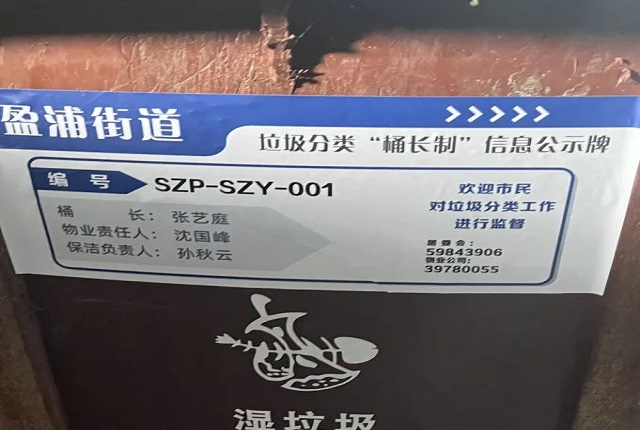 盈浦街道
>>>>>
垃圾分类“桶长制”信息公示牌
编 号 SZP-SZY-001
桶 长：张艺庭
物业责任人：沈国峰
保洁负责人：孙秋云
欢迎市民
对垃圾分类工作
进行监督
居委会：
59843906
物业公司：
39780055
湿垃圾